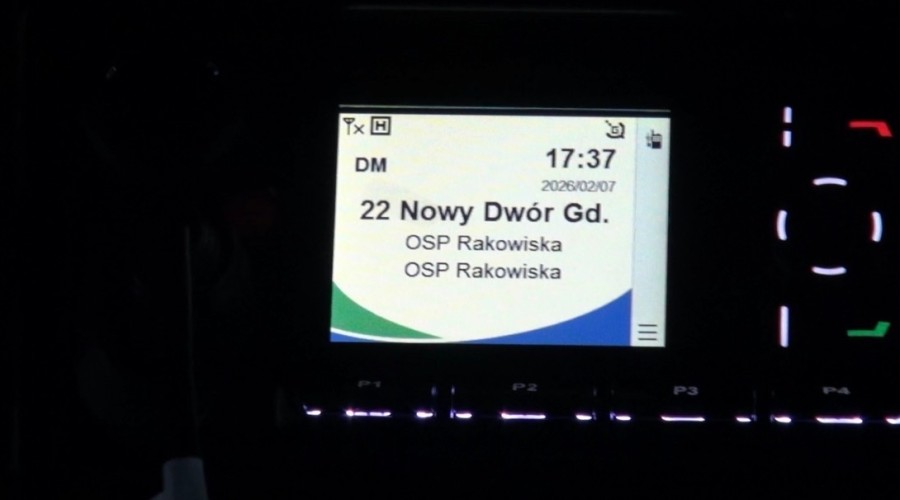 H
DM
17:37
2026/02/07
22 Nowy Dwór Gd.
OSP Rakowiska
OSP Rakowiska
P1 P2 P3 P4